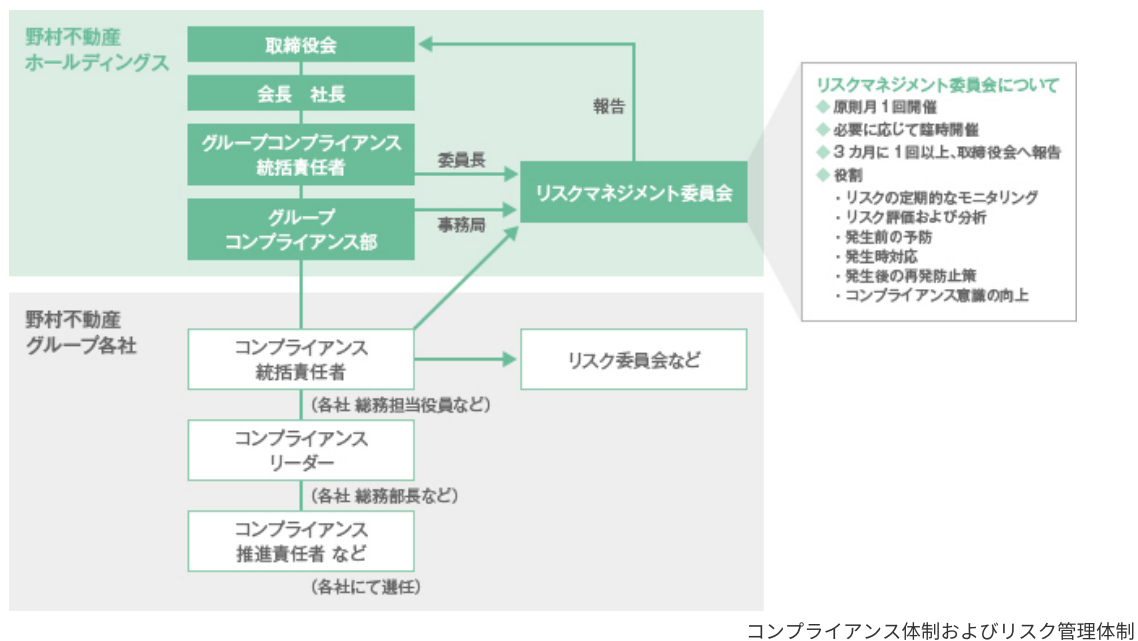 野村不動産
ホールディングス
取締役会
会長　社長
グループコンプライアンス
統括責任者
グループ
コンプライアンス部
委員長
事務局
報告
リスクマネジメント委員会
リスクマネジメント委員会について
◆原則月1回開催
◆必要に応じて臨時開催
◆3カ月に1回以上、取締役会へ報告
◆役割
・リスクの定期的なモニタリング
・リスク評価および分析
・発生前の予防
・発生時対応
・発生後の再発防止策
・コンプライアンス意識の向上
野村不動産
グループ各社
コンプライアンス
統括責任者
(各社 総務担当役員など)
リスク委員会など
コンプライアンス
リーダー
(各社 総務部長など)
コンプライアンス
推進責任者 など
(各社にて選任)
コンプライアンス体制およびリスク管理体制